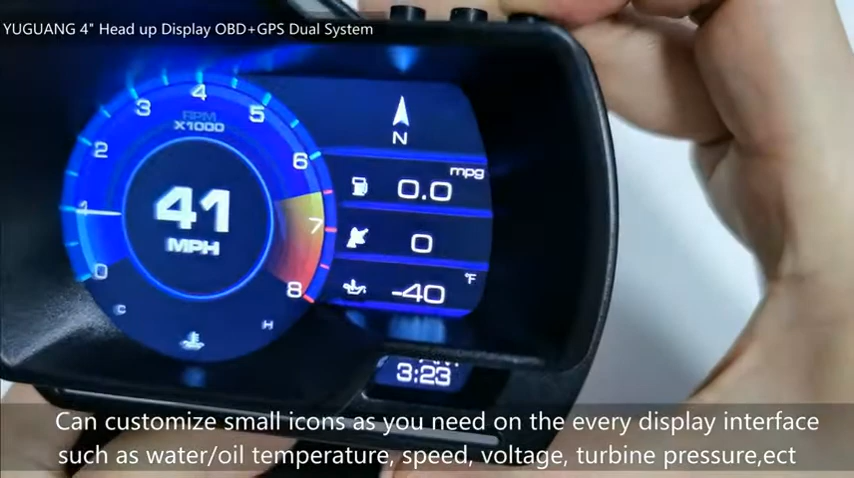 YUGUANG 4" Head up Display OBD+GPS Dual System
4
3
5
RPM
X1000
2
6
N
mpg
0.0
1
41
7
MPH
0
0
°F
8
-40
C
H
AM
3:23
Can customize small icons as you need on the every display interface
such as water/oil temperature, speed, voltage, turbine pressure,ect